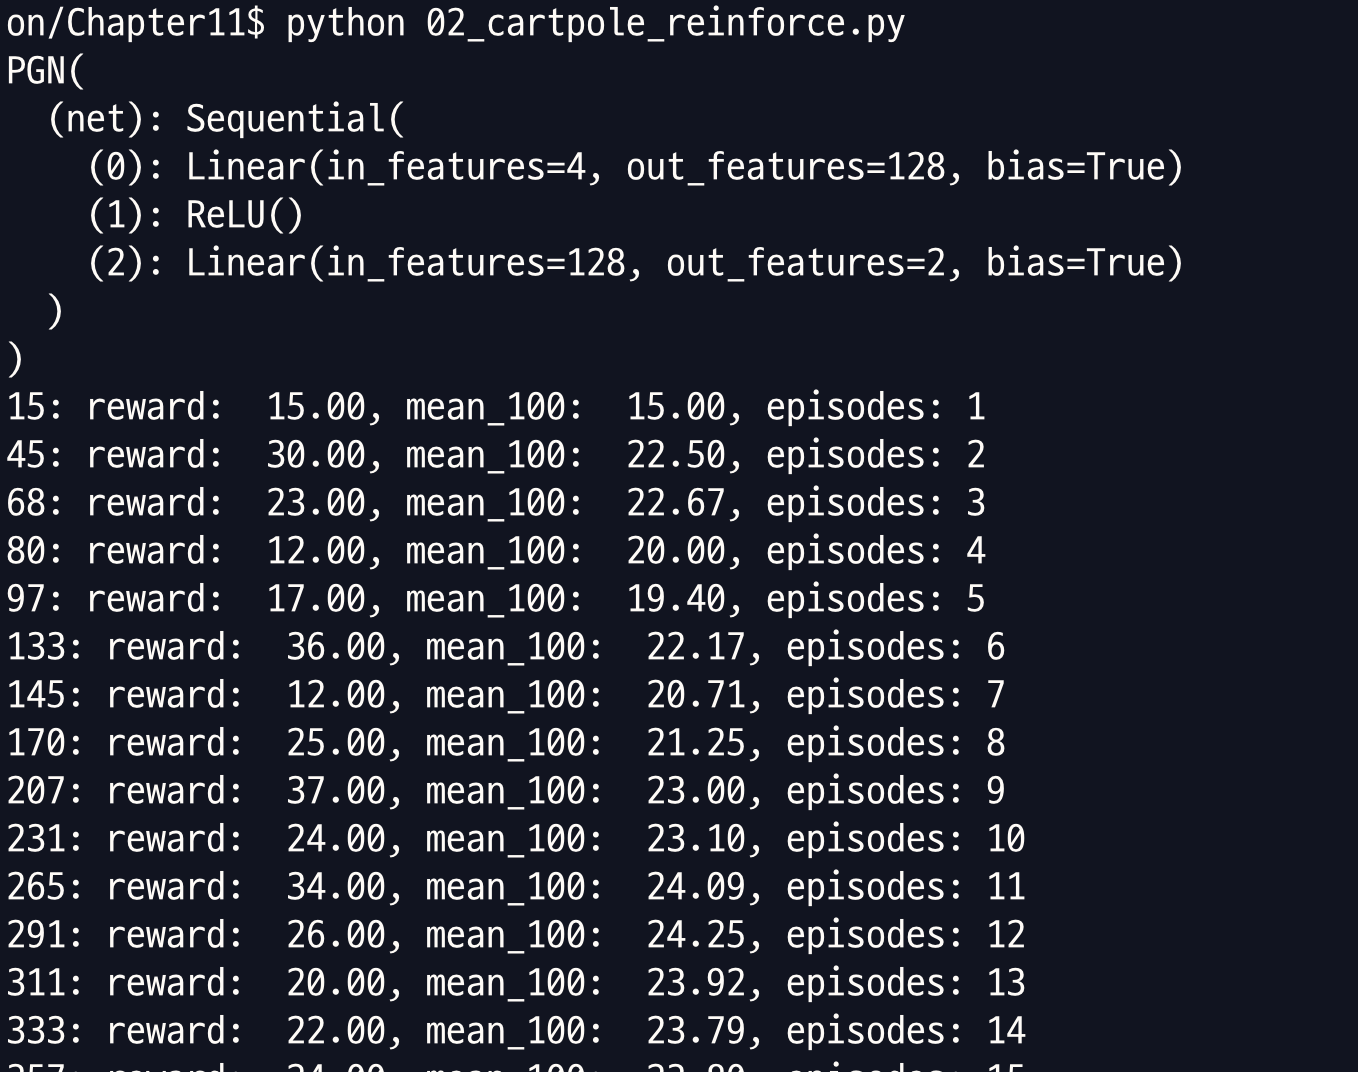 on/Chapter11$ python 02_cartpole_reinforce.py
PGN(
  (net): Sequential(
    (0): Linear(in_features=4, out_features=128, bias=True)
    (1): ReLU()
    (2): Linear(in_features=128, out_features=2, bias=True)
  )
)
15: reward:  15.00, mean_100:  15.00, episodes: 1
45: reward:  30.00, mean_100:  22.50, episodes: 2
68: reward:  23.00, mean_100:  22.67, episodes: 3
80: reward:  12.00, mean_100:  20.00, episodes: 4
97: reward:  17.00, mean_100:  19.40, episodes: 5
133: reward:  36.00, mean_100:  22.17, episodes: 6
145: reward:  12.00, mean_100:  20.71, episodes: 7
170: reward:  25.00, mean_100:  21.25, episodes: 8
207: reward:  37.00, mean_100:  23.00, episodes: 9
231: reward:  24.00, mean_100:  23.10, episodes: 10
265: reward:  34.00, mean_100:  24.09, episodes: 11
291: reward:  26.00, mean_100:  24.25, episodes: 12
311: reward:  20.00, mean_100:  23.92, episodes: 13
333: reward:  22.00, mean_100:  23.79, episodes: 14